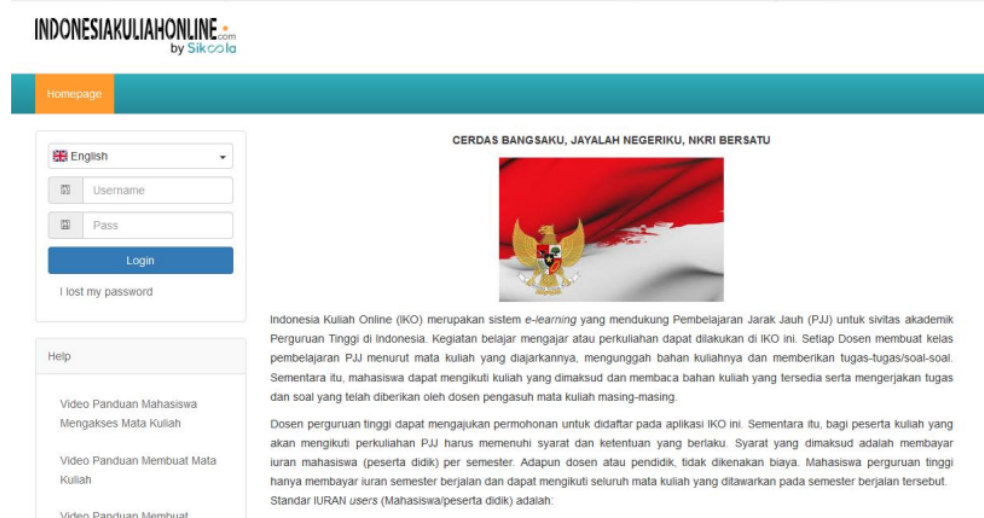 INDONESIAKULIAHONLINE.com
by Sikoola
Homepage
English
Username
Pass
Login
I lost my password
Help
Video Panduan Mahasiswa
Mengakses Mata Kuliah
Video Panduan Membuat Mata
Kuliah
Video Panduan Membuat
CERDAS BANGSAKU, JAYALAH NEGERIKU, NKRI BERSATU
Indonesia Kuliah Online (IKO) merupakan sistem e-learning yang mendukung Pembelajaran Jarak Jauh (PJJ) untuk sivitas akademik
Perguruan Tinggi di Indonesia. Kegiatan belajar mengajar atau perkuliahan dapat dilakukan di IKO ini. Setiap Dosen membuat kelas
pembelajaran PJJ menurut mata kuliah yang diajarkannya, mengunggah bahan kuliahnya dan memberikan tugas-tugas/soal-soal.
Sementara itu, mahasiswa dapat mengikuti kuliah yang dimaksud dan membaca bahan kuliah yang tersedia serta mengerjakan tugas
dan soal yang telah diberikan oleh dosen pengasuh mata kuliah masing-masing.
Dosen perguruan tinggi dapat mengajukan permohonan untuk didaftar pada aplikasi IKO ini. Sementara itu, bagi peserta kuliah yang
akan mengikuti perkuliahan PJJ harus memenuhi syarat dan ketentuan yang berlaku. Syarat yang dimaksud adalah membayar
iuran mahasiswa (peserta didik) per semester. Adapun dosen atau pendidik, tidak dikenakan biaya. Mahasiswa perguruan tinggi
hanya membayar iuran semester berjalan dan dapat mengikuti seluruh mata kuliah yang ditawarkan pada semester berjalan tersebut.
Standar IURAN users (Mahasiswa/peserta didik) adalah: